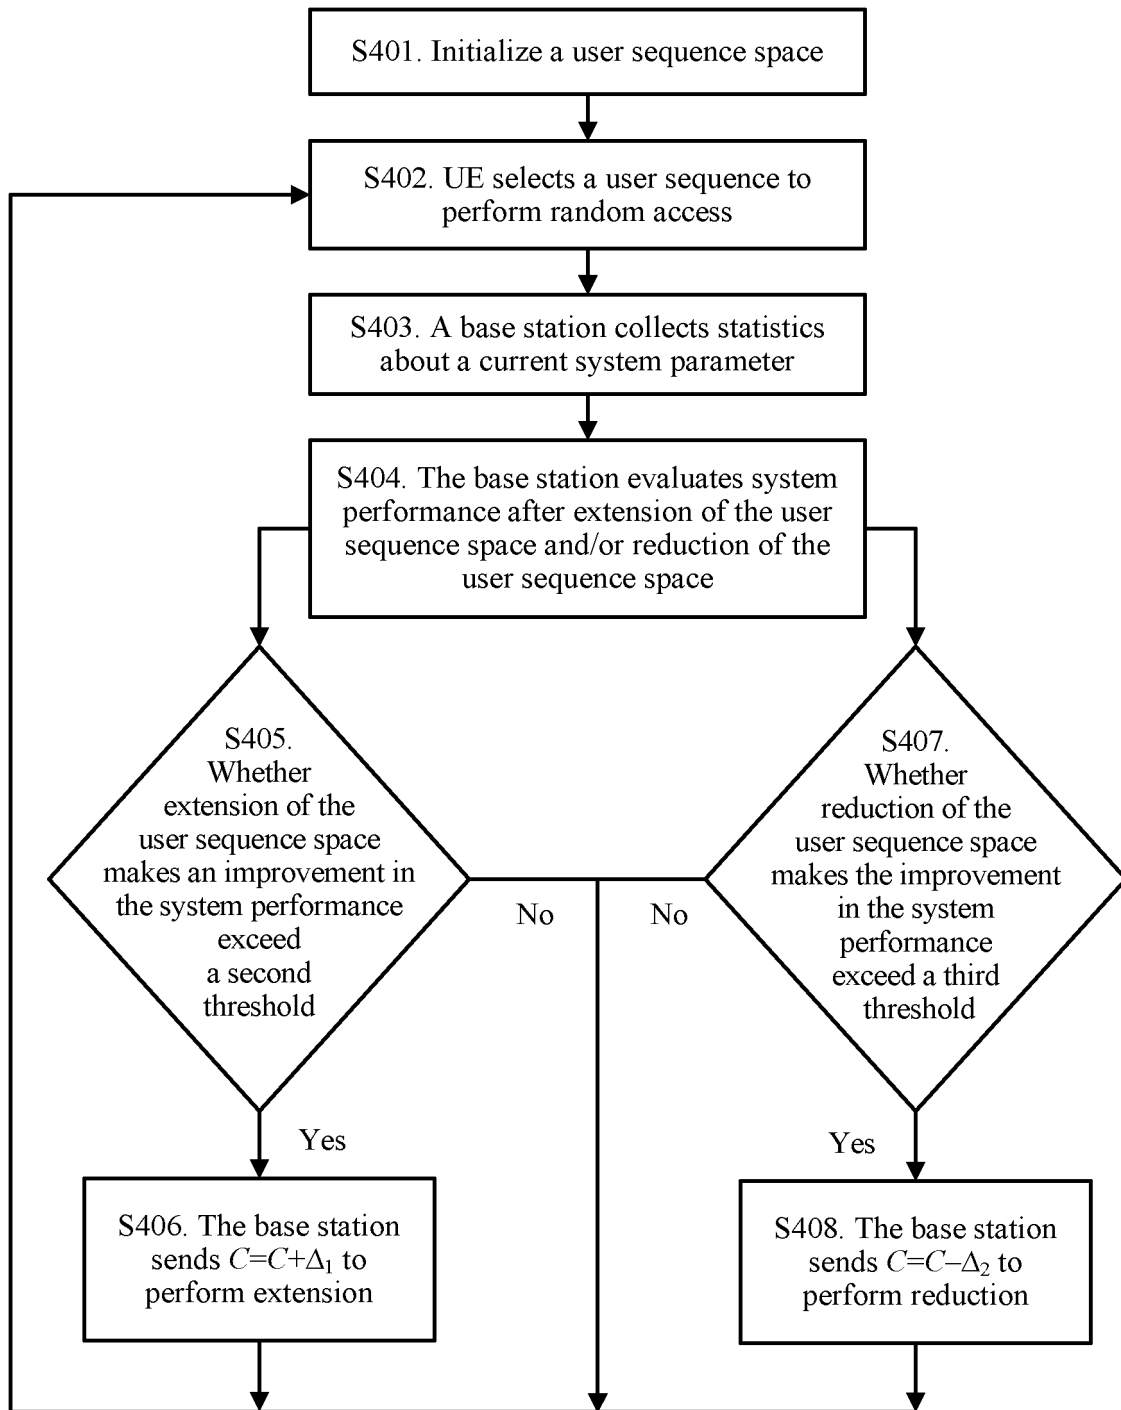 S401. Initialize a user sequence space
S402. UE selects a user sequence to
perform random access
S403. A base station collects statistics
about a current system parameter
S404. The base station evaluates system
performance after extension of the user
sequence space and/or reduction of the
user sequence space
S405.
Whether
extension of the
user sequence space
makes an improvement in
the system performance
exceed
a second
threshold
S407.
Whether
reduction of the
user sequence space
makes the improvement
in the system
performance
exceed a third
threshold
No
No
Yes
Yes
S406. The base station
sends C=C+Δ₁ to
perform extension
S408. The base station
sends C=C−Δ₂ to
perform reduction